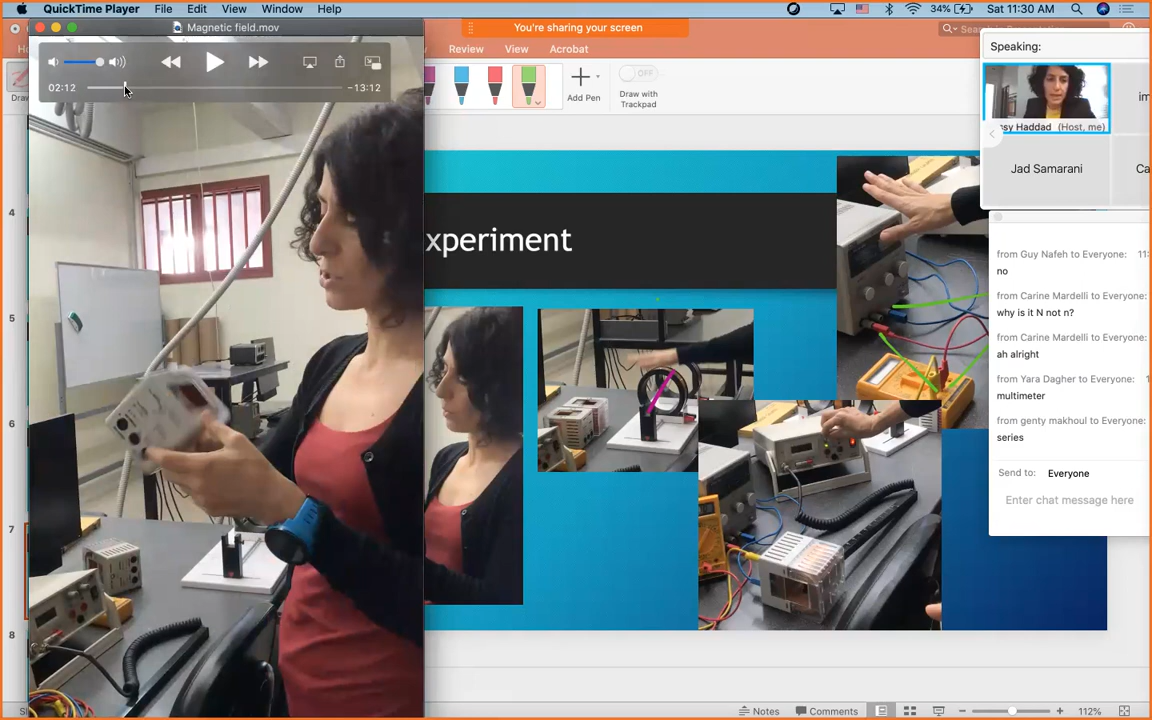 QuickTime Player File Edit View Window Help
34% Sat 11:30 AM
Magnetic field.mov
You're sharing your screen
Review View Acrobat
02:12 -13:12
Add Pen
OFF
Draw with
Trackpad
Speaking:
ssy Haddad (Host, me)
Jad Samarani
4
xperiment
from Guy Nafeh to Everyone:
no
from Carine Mardelli to Everyone:
why is it N not n?
from Carine Mardelli to Everyone:
ah alright
from Yara Dagher to Everyone:
multimeter
from genty makhoul to Everyone:
series
Send to: Everyone
Enter chat message here
5
6
7
8
Notes Comments 112%